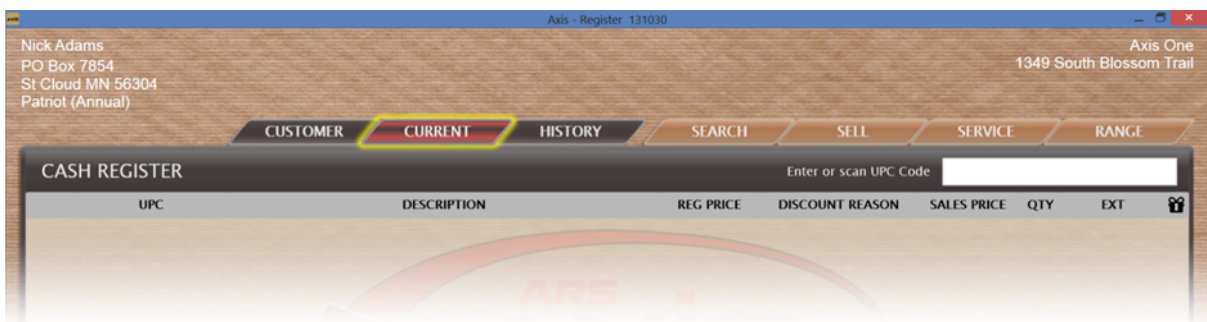 Axis - Register 131030
Nick Adams
PO Box 7854
St Cloud MN 56304
Patriot (Annual)
Axis One
1349 South Blossom Trail
CUSTOMER CURRENT HISTORY SEARCH SELL SERVICE RANGE
CASH REGISTER Enter or scan UPC Code
UPC DESCRIPTION REG PRICE DISCOUNT REASON SALES PRICE QTY EXT
ARS